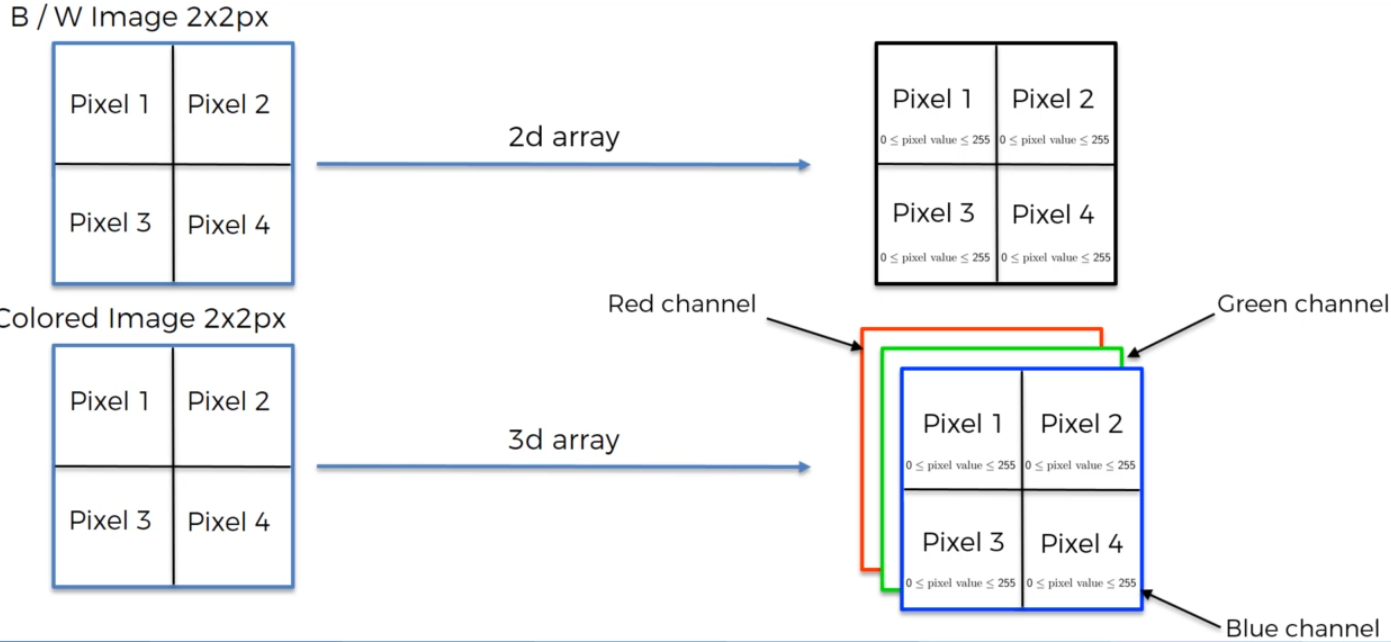 B / W Image 2x2px
Pixel 1 Pixel 2
Pixel 3 Pixel 4
2d array
Pixel 1 Pixel 2
0 ≤ pixel value ≤ 255 0 ≤ pixel value ≤ 255
Pixel 3 Pixel 4
0 ≤ pixel value ≤ 255 0 ≤ pixel value ≤ 255
Colored Image 2x2px
Pixel 1 Pixel 2
Pixel 3 Pixel 4
3d array
Red channel
Green channel
Pixel 1 Pixel 2
0 ≤ pixel value ≤ 255 0 ≤ pixel value ≤ 255
Pixel 3 Pixel 4
0 ≤ pixel value ≤ 255 0 ≤ pixel value ≤ 255
Blue channel